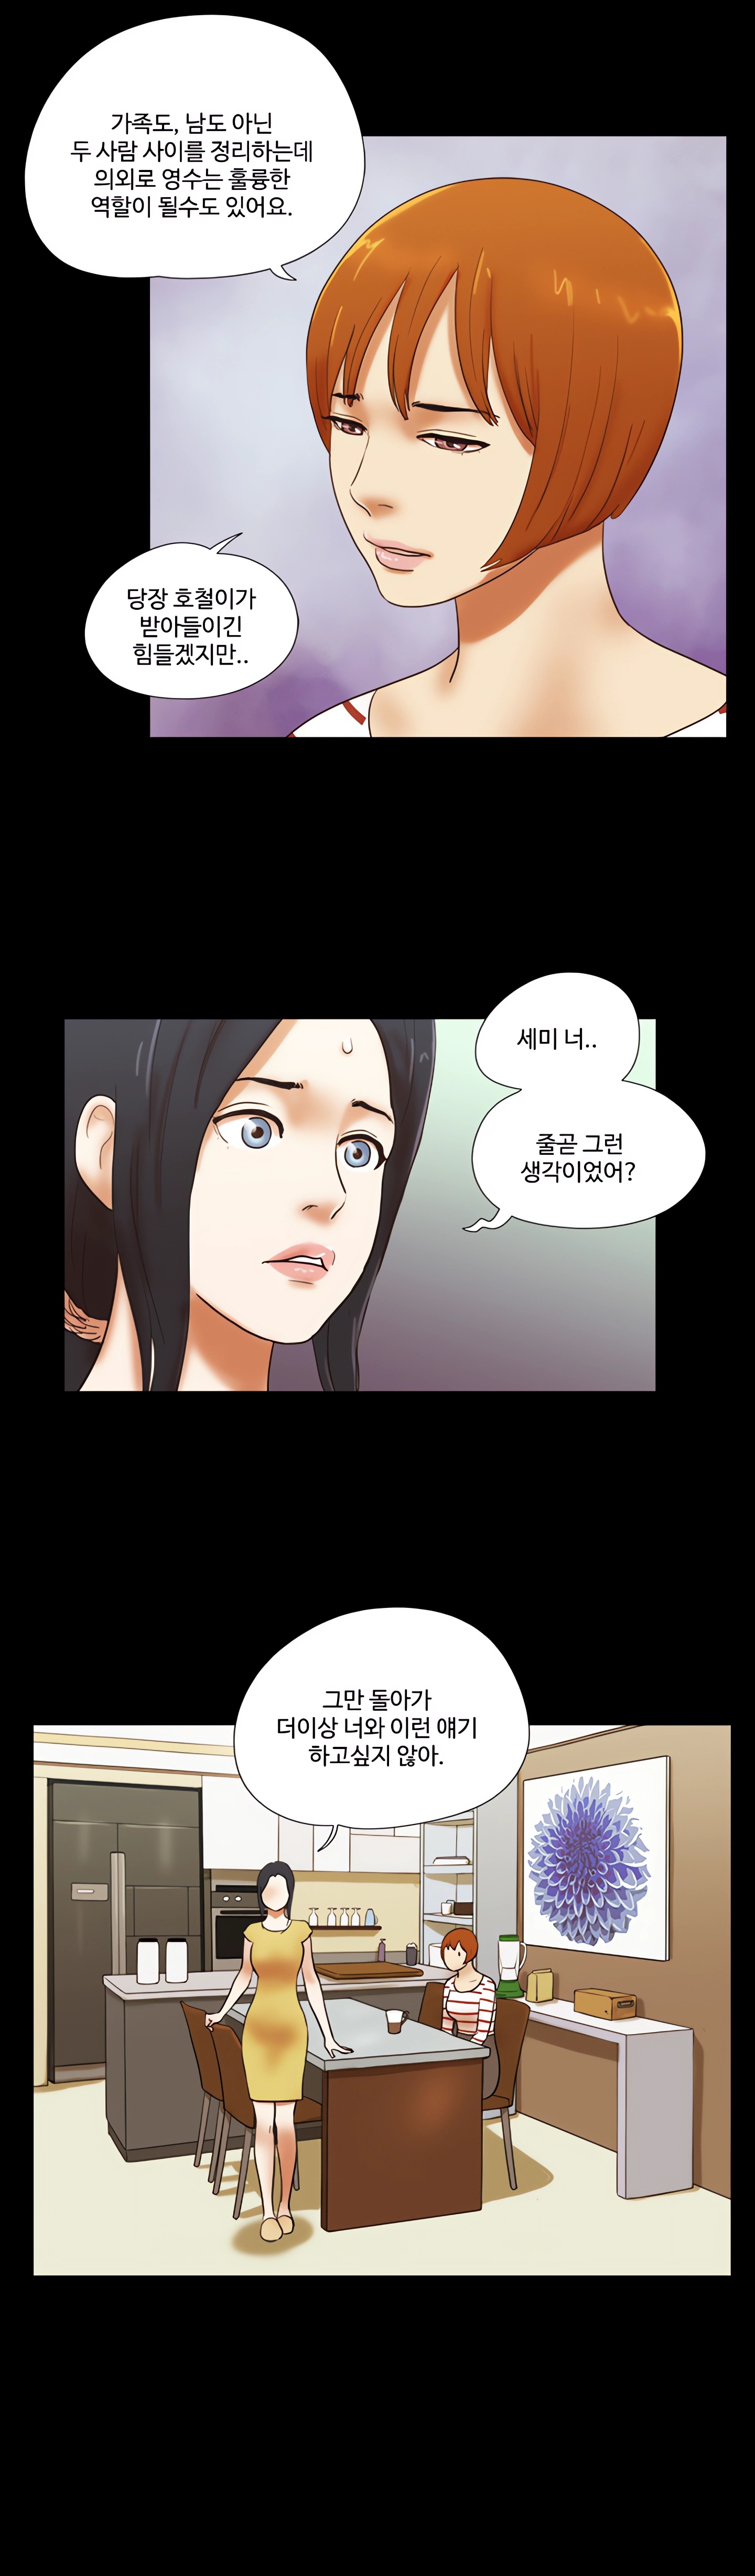 가족도, 남도 아닌
두 사람 사이를 정리하는데
의외로 영수는 훌륭한
역할이 될수도 있어요.
당장 호철이가
받아들이긴
힘들겠지만..
세미 너..
줄곧 그런
생각이었어?
그만 돌아가
더이상 너와 이런 얘기
하고싶지 않아.